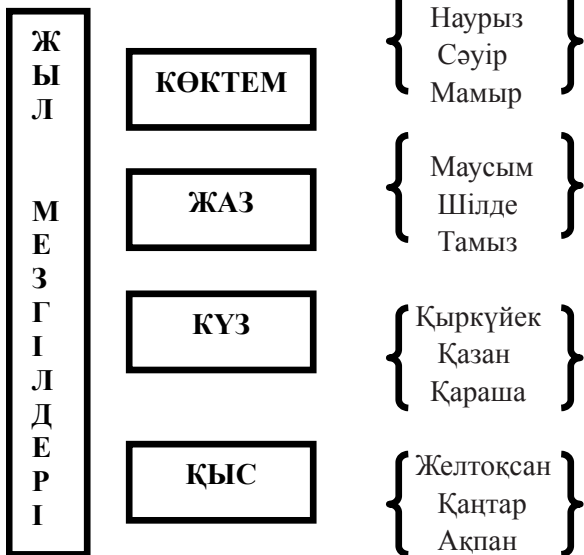 ЖЫЛ МЕЗГІЛДЕРІ
КӨКТЕМ
Наурыз
Сәуір
Мамыр
ЖАЗ
Маусым
Шілде
Тамыз
КҮЗ
Қыркүйек
Қазан
Қараша
ҚЫС
Желтоқсан
Қаңтар
Ақпан